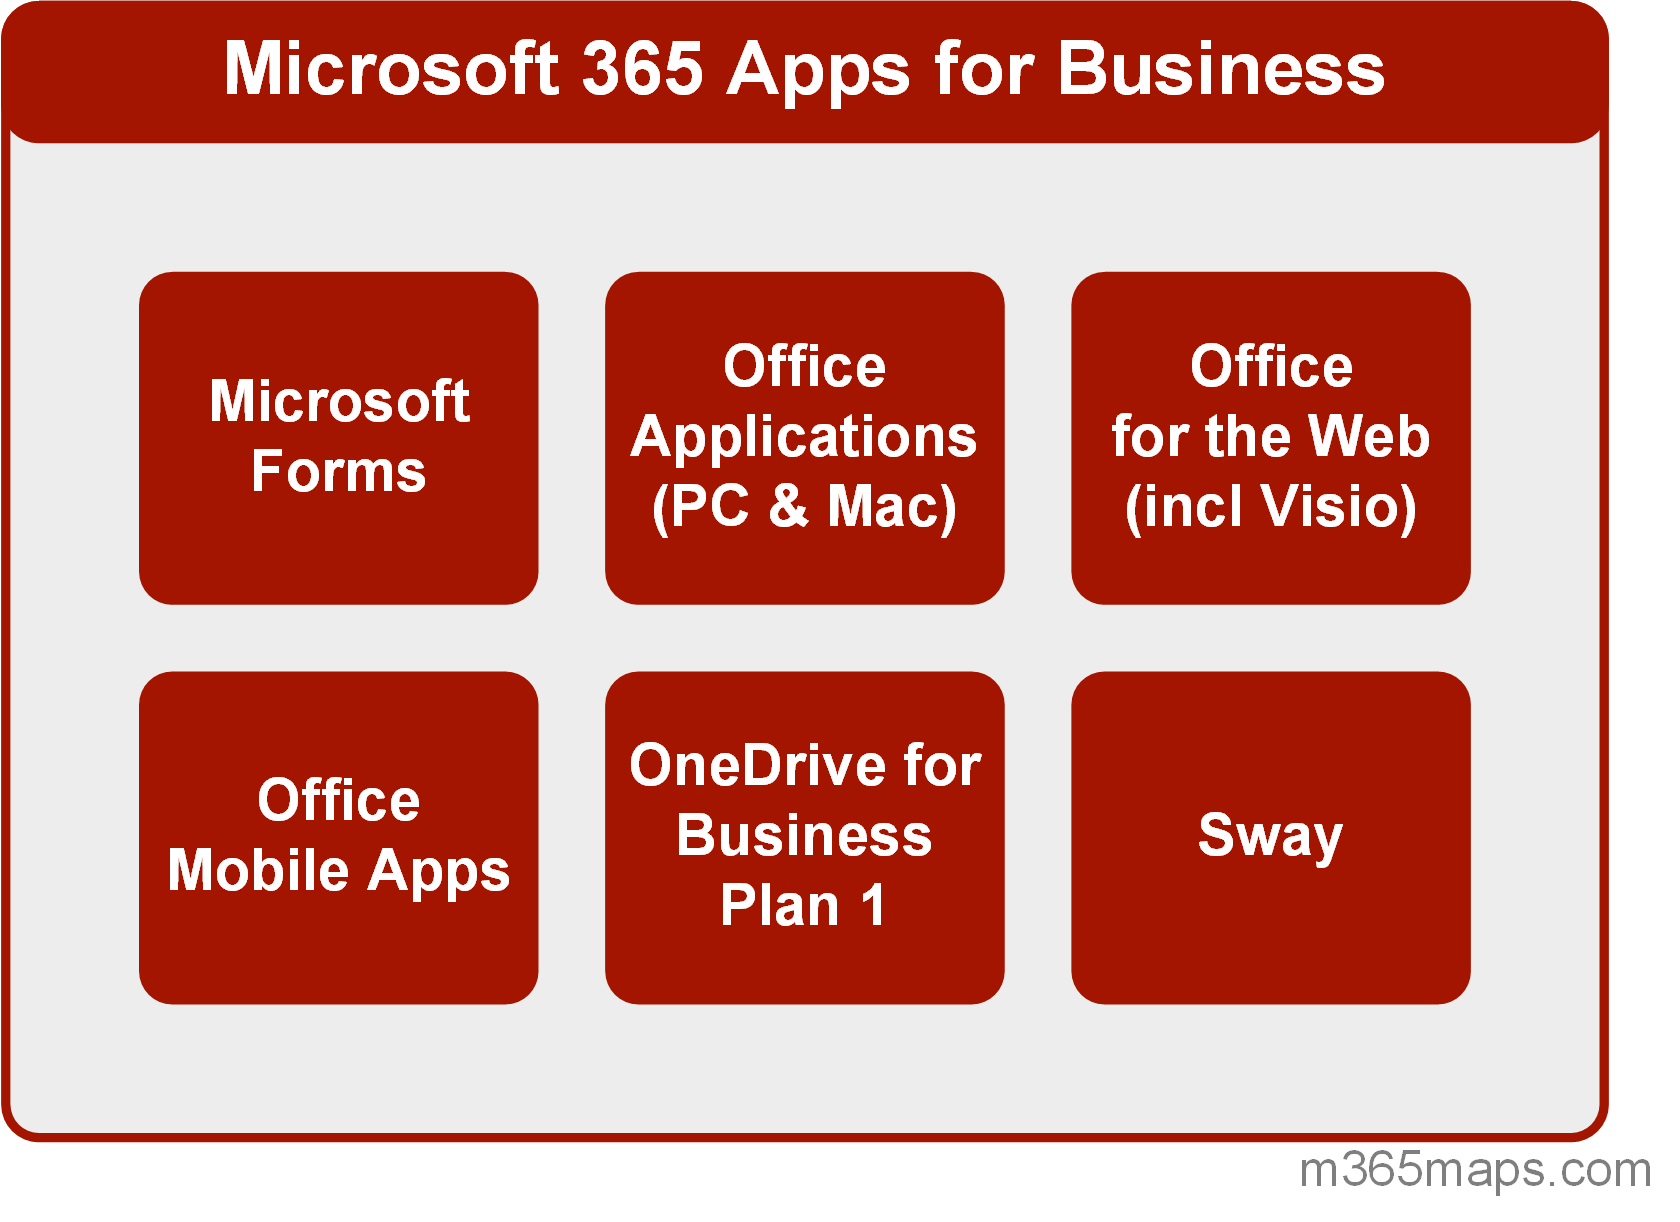 Microsoft 365 Apps for Business
Microsoft
Forms
Office
Applications
(PC & Mac)
Office
for the Web
(incl Visio)
Office
Mobile Apps
OneDrive for
Business
Plan 1
Sway
m365maps.com